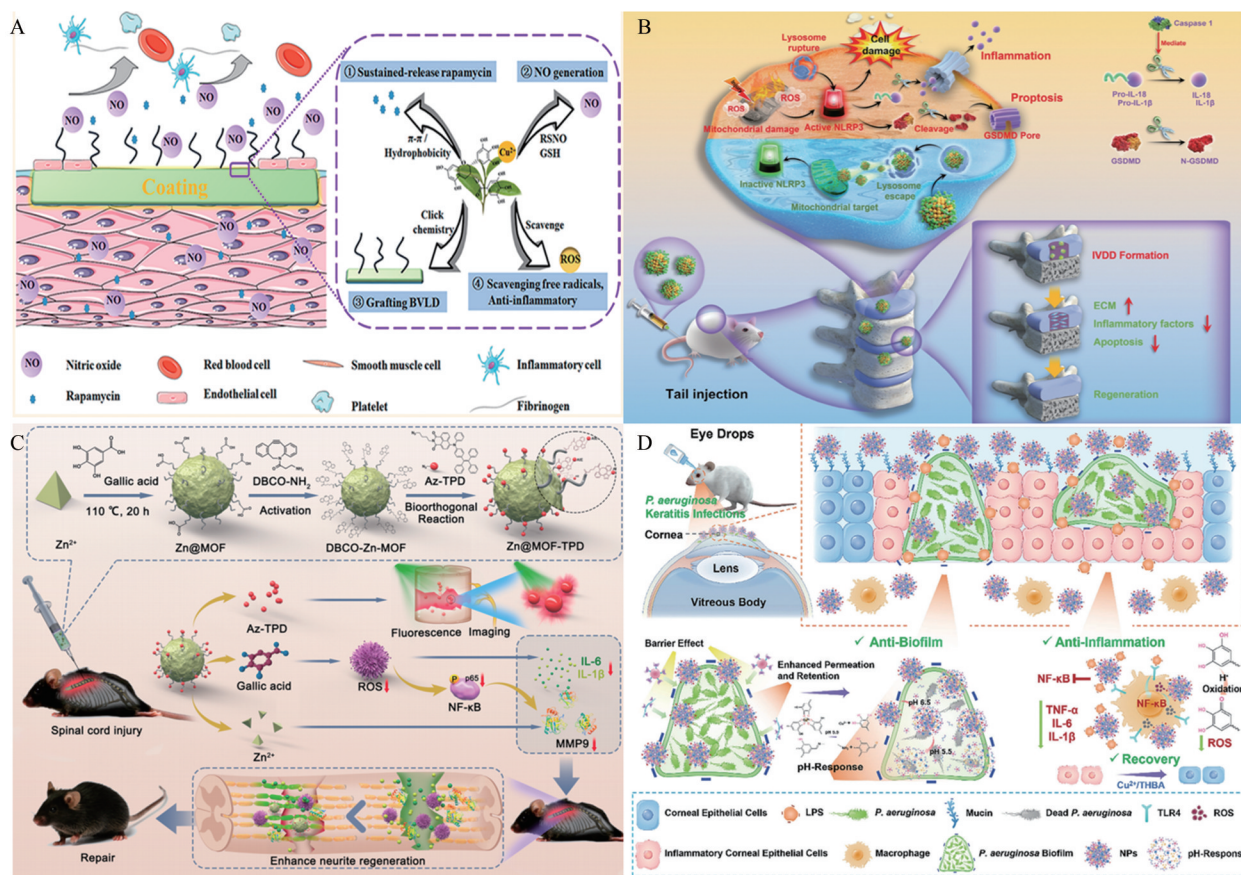 A
NO
NO
NO
NO
NO
NO
NO
Coating
NO
NO
NO
NO
NO
NO
① Sustained-release rapamycin
② NO generation
NO
π-π /
Hydrophobicity
Cu²⁺
RSNO
GSH
Click
chemistry
Scavenge
ROS
③ Grafting BVLD
④ Scavenging free radicals,
Anti-inflammatory
NO
Nitric oxide
Red blood cell
Smooth muscle cell
Inflammatory cell
Rapamycin
Endothelial cell
Platelet
Fibrinogen
B
Lysosome
rupture
Cell
damage
Inflammation
ROS
ROS
Mitochondrial damage
Active NLRP3
Cleavage
Proptosis
GSDMD Pore
Caspase 1
Mediate
Pro-IL-18
Pro-IL-1β
IL-18
IL-1β
GSDMD
N-GSDMD
Inactive NLRP3
Mitochondrial target
Lysosome
escape
Tail injection
IVDD Formation
ECM
Inflammatory factors
Apoptosis
Regeneration
C
Zn²⁺
Gallic acid
110 ℃, 20 h
Zn@MOF
DBCO-NH₂
Activation
DBCO-Zn-MOF
Az-TPD
Bioorthogonal
Reaction
Zn@MOF-TPD
Spinal cord injury
Az-TPD
Fluorescence
Imaging
Gallic acid
ROS
P
p65
NF-κB
IL-6
IL-1β
MMP9
Zn²⁺
Repair
Enhance neurite regeneration
D
Eye Drops
P. aeruginosa
Keratitis Infections
Cornea
Lens
Vitreous Body
✓ Anti-Biofilm
Barrier Effect
Enhanced Permeation
and Retention
pH-Response
pH 6.5
pH 5.5
✓ Anti-inflammation
NF-κB
TNF-α
IL-6
IL-1β
NF-κB
H⁺
Oxidation
ROS
✓ Recovery
Cu²⁺/THBA
Corneal Epithelial Cells
LPS
P. aeruginosa
Mucin
Dead P. aeruginosa
TLR4
ROS
Inflammatory Corneal Epithelial Cells
Macrophage
P. aeruginosa Biofilm
NPs
pH-Respons